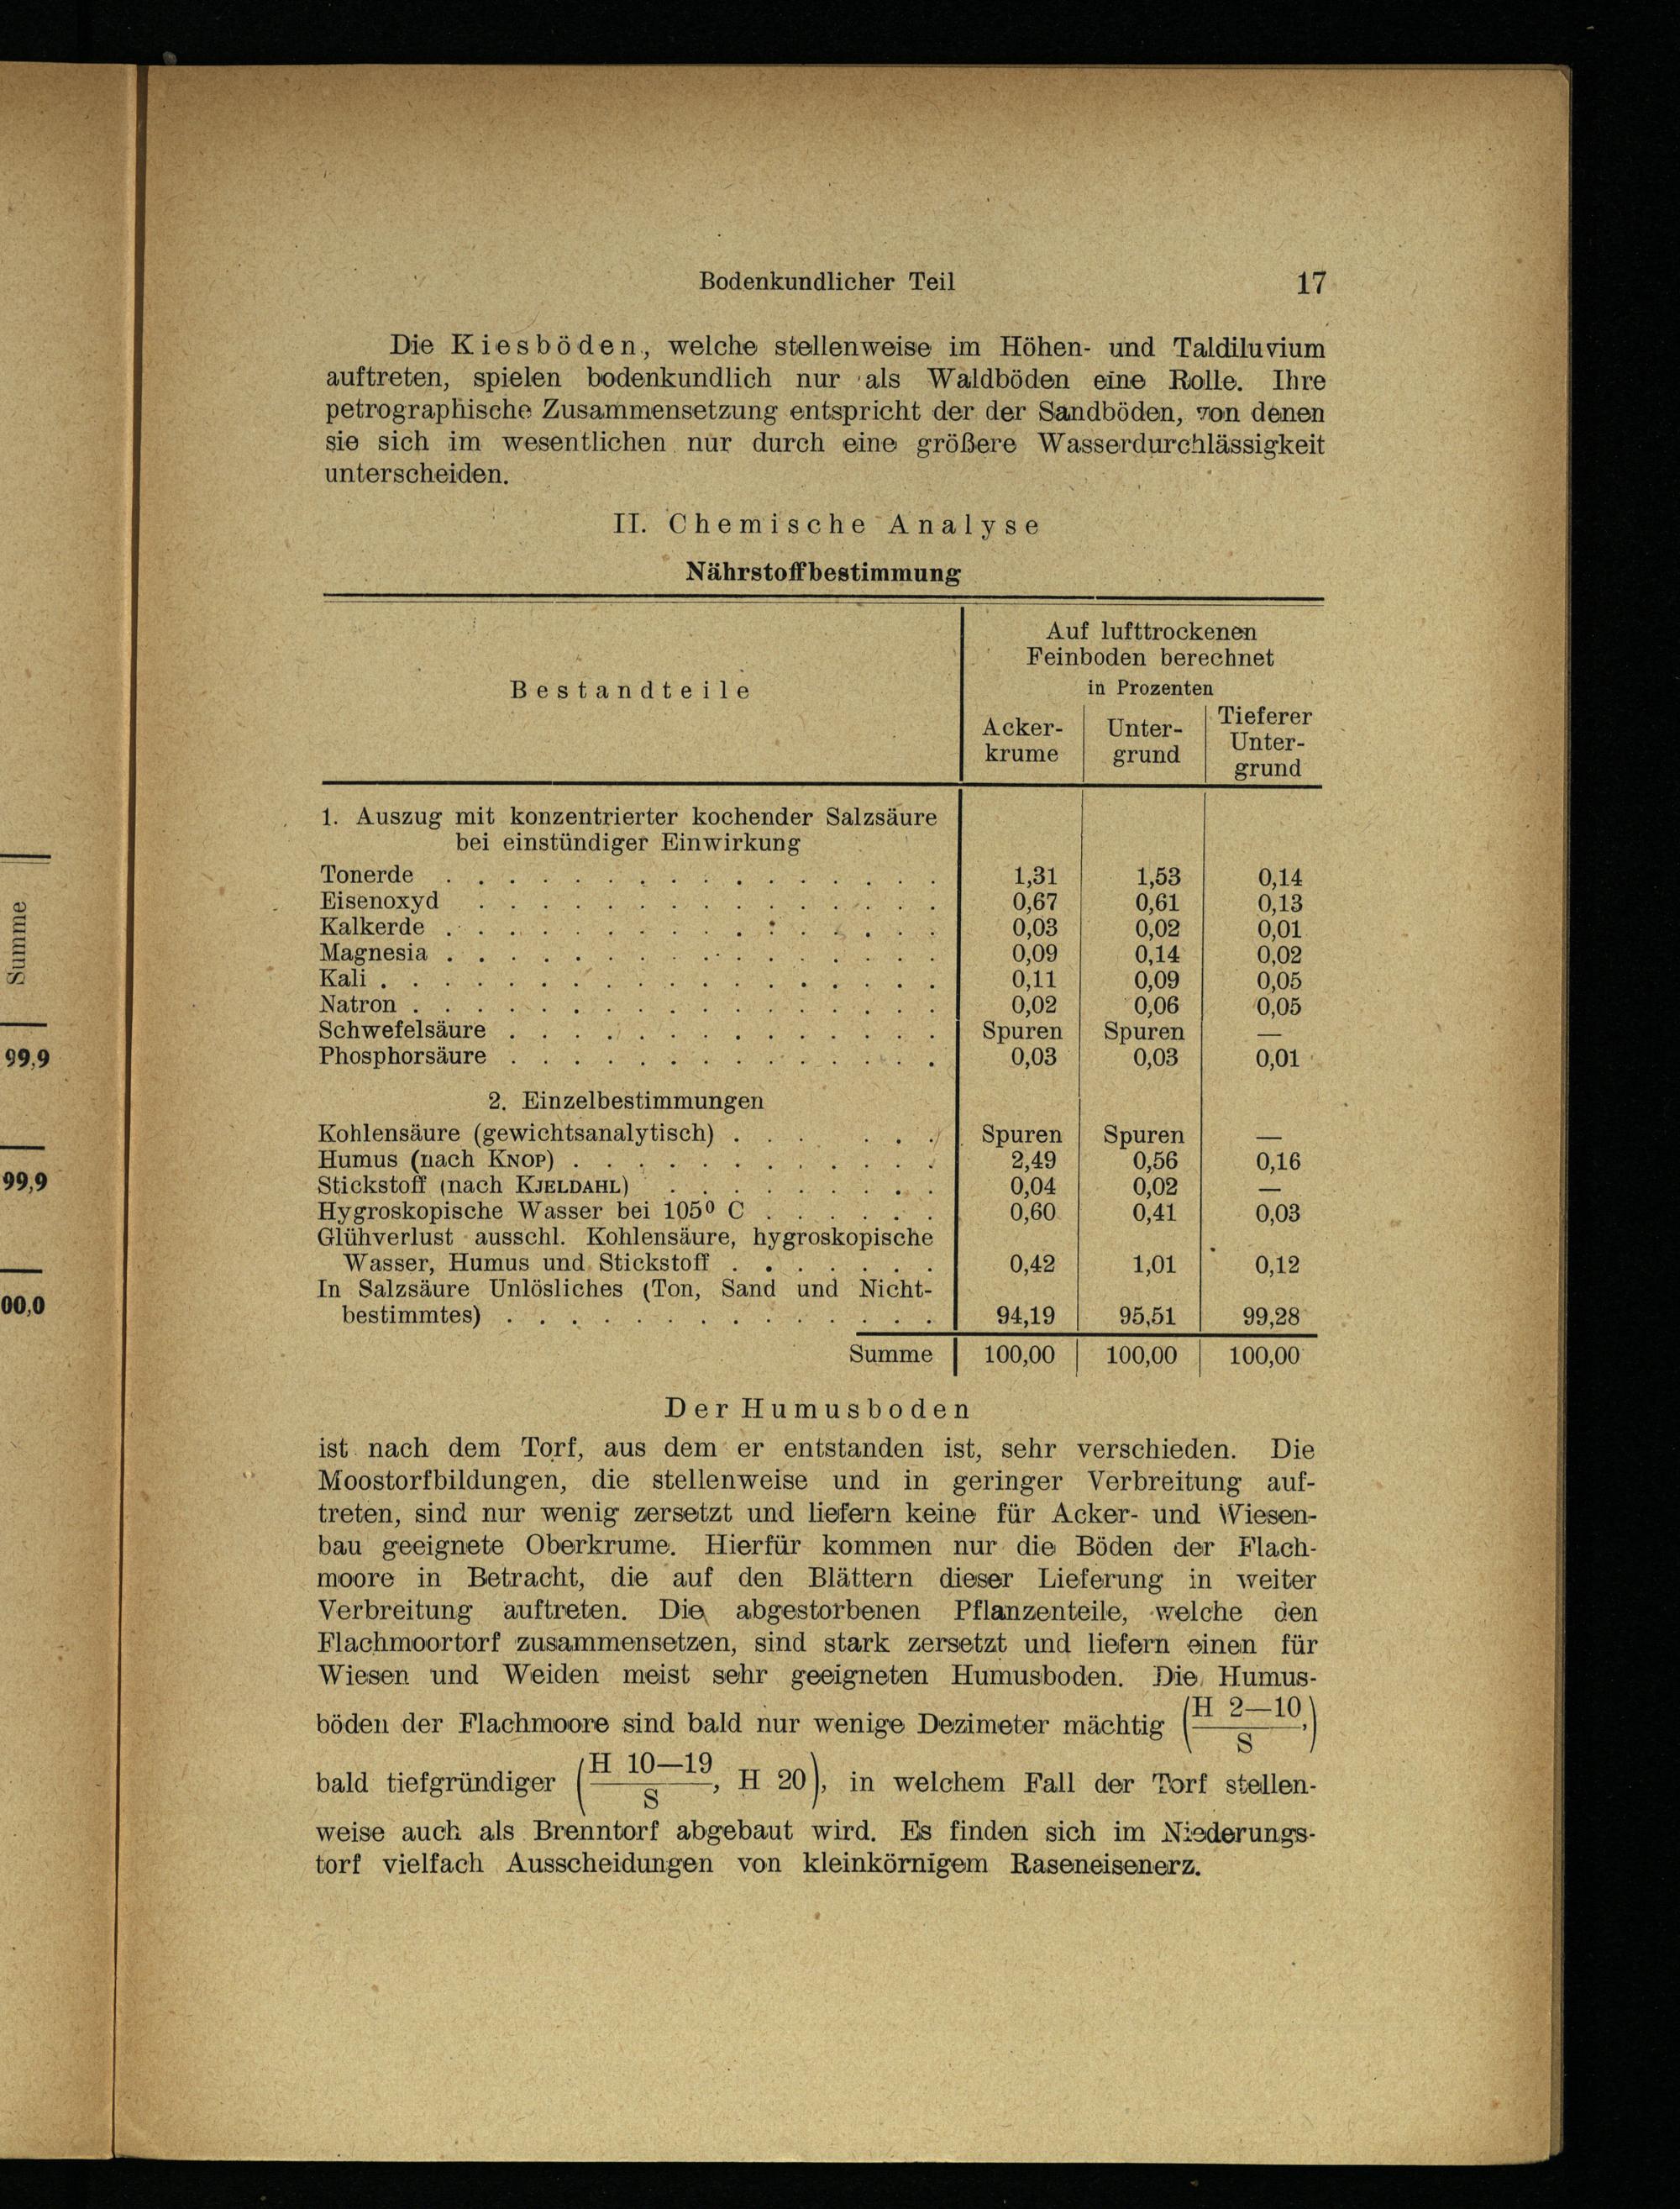 Bodenkundlicher Teil 17
Die Kiesböden, welche stellenweise im Höhen- und Taldiluvium
auftreten, spielen bodenkundlich nur als Waldböden eine Rolle. Ihre
petrographische Zusammensetzung entspricht der der Sandböden, von denen
sie sich im wesentlichen nur durch eine größere Wasserdurchlässigkeit
unterscheiden.
II. Chemische Analyse
Nährstoffbestimmung
Bestandteile
Auf lufttrockenen
Feinboden berechnet
in Prozenten
Acker-
krume
Unter-
grund
Tieferer
Unter-
grund
1. Auszug mit konzentrierter kochender Salzsäure
bei einstündiger Einwirkung
Tonerde . . . . . . . . . . . . . . . . 1,31 1,53 0,14
Eisenoxyd . . . . . . . . . . . . . . . 0,67 0,61 0,13
Kalkerde . . . . . . . . . . . . . . . . 0,03 0,02 0,01
Magnesia . . . . . . . . . . . . . . . . 0,09 0,14 0,02
Kali . . . . . . . . . . . . . . . . . . 0,11 0,09 0,05
Natron . . . . . . . . . . . . . . . . . 0,02 0,06 0,05
Schwefelsäure . . . . . . . . . . . . . . Spuren Spuren —
Phosphorsäure . . . . . . . . . . . . . . 0,03 0,03 0,01
2. Einzelbestimmungen
Kohlensäure (gewichtsanalytisch) . . . . . . . Spuren Spuren —
Humus (nach KNOP) . . . . . . . . . . . . 2,49 0,56 0,16
Stickstoff (nach KJELDAHL) . . . . . . . . . 0,04 0,02 —
Hygroskopische Wasser bei 105⁰ C . . . . . . 0,60 0,41 0,03
Glühverlust ausschl. Kohlensäure, hygroskopische
Wasser, Humus und Stickstoff . . . . . . . 0,42 1,01 0,12
In Salzsäure Unlösliches (Ton, Sand und Nicht-
bestimmtes) . . . . . . . . . . . . . . 94,19 95,51 99,28
Summe 100,00 100,00 100,00
Der Humusboden
ist nach dem Torf, aus dem er entstanden ist, sehr verschieden. Die
Moostorfbildungen, die stellenweise und in geringer Verbreitung auf-
treten, sind nur wenig zersetzt und liefern keine für Acker- und Wiesen-
bau geeignete Oberkrume. Hierfür kommen nur die Böden der Flach-
moore in Betracht, die auf den Blättern dieser Lieferung in weiter
Verbreitung auftreten. Die abgestorbenen Pflanzenteile, welche den
Flachmoortorf zusammensetzen, sind stark zersetzt und liefern einen für
Wiesen und Weiden meist sehr geeigneten Humusboden. Die Humus-
böden der Flachmoore sind bald nur wenige Dezimeter mächtig (H 2—10/S,)
bald tiefgründiger (H 10—19/S, H 20), in welchem Fall der Torf stellen-
weise auch als Brenntorf abgebaut wird. Es finden sich im Niederungs-
torf vielfach Ausscheidungen von kleinkörnigem Raseneisenerz.
Summe
99,9
99,9
00,0